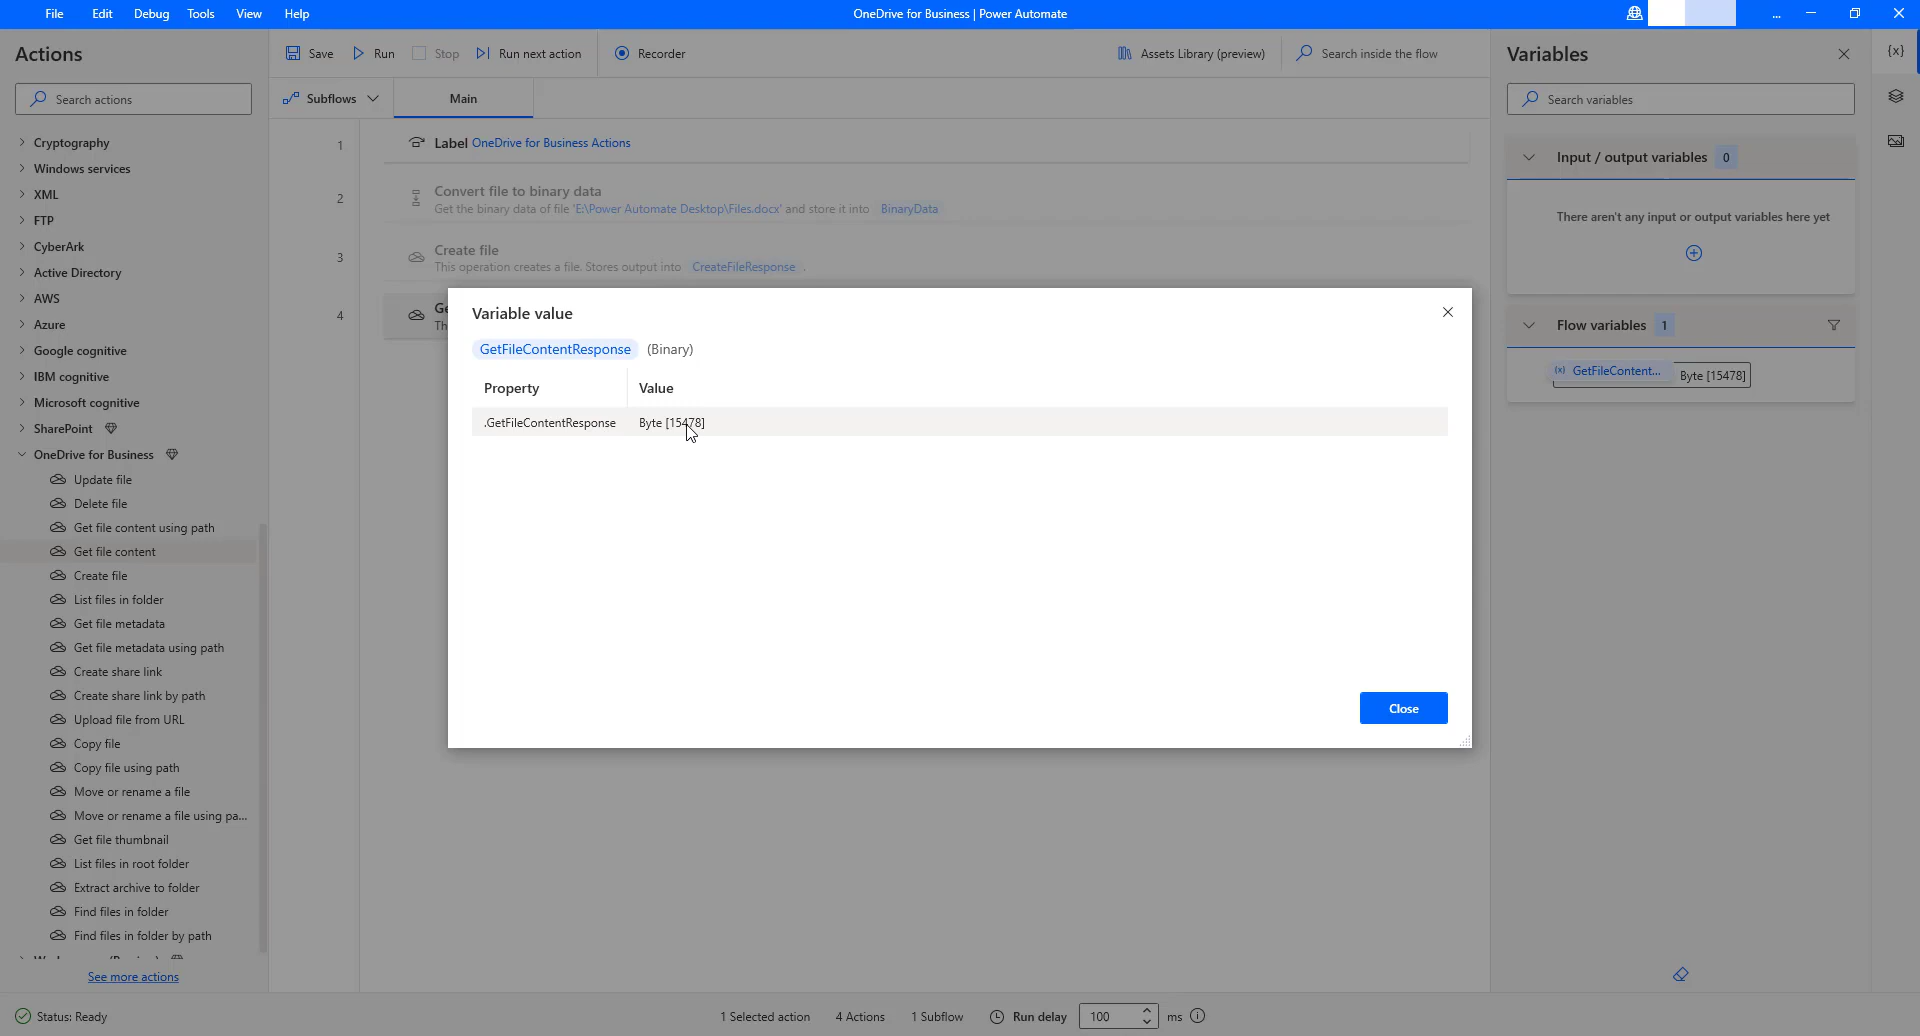 File Edit Debug Tools View Help
OneDrive for Business | Power Automate
...
Actions
Search actions
Cryptography
Windows services
XML
FTP
CyberArk
Active Directory
AWS
Azure
Google cognitive
IBM cognitive
Microsoft cognitive
SharePoint
OneDrive for Business
Update file
Delete file
Get file content using path
Get file content
Create file
List files in folder
Get file metadata
Get file metadata using path
Create share link
Create share link by path
Upload file from URL
Copy file
Copy file using path
Move or rename a file
Move or rename a file using pa...
Get file thumbnail
List files in root folder
Extract archive to folder
Find files in folder
Find files in folder by path
See more actions
Save Run Stop Run next action Recorder
Assets Library (preview) Search inside the flow
Subflows Main
1 Label OneDrive for Business Actions
2 Convert file to binary data
Get the binary data of file 'E:\Power Automate Desktop\Files.docx' and store it into BinaryData
3 Create file
This operation creates a file. Stores output into CreateFileResponse .
4 Ge
Th
Variable value
GetFileContentResponse (Binary)
Property Value
.GetFileContentResponse Byte [15478]
Close
Variables
{x}
Search variables
Input / output variables 0
There aren't any input or output variables here yet
Flow variables 1
(x) GetFileContent... Byte [15478]
Status: Ready
1 Selected action 4 Actions 1 Subflow Run delay 100 ms